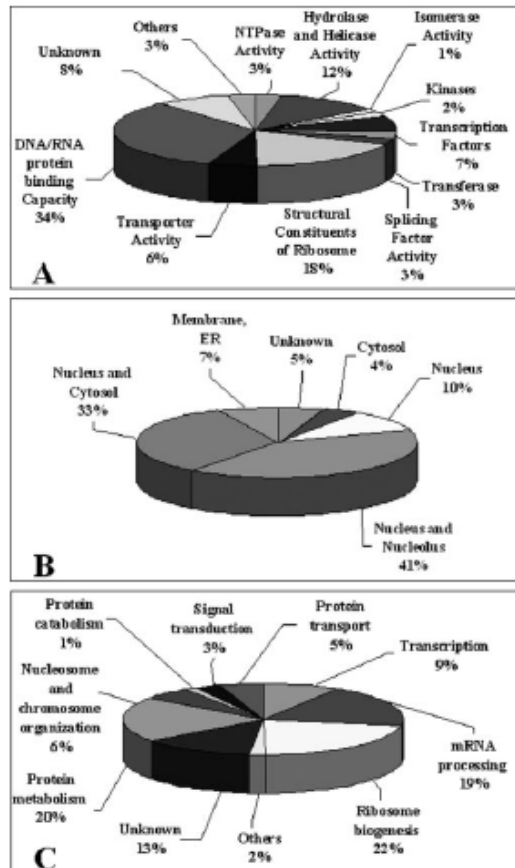 Others
3%
NTPase
Activity
3%
Hydrolase
and Helicase
Activity
12%
Isomerase
Activity
1%
Kinases
2%
Transcription
Factors
7%
Transferase
3%
Splicing
Factor
Activity
3%
Structural
Constituents
of Ribosome
18%
Transporter
Activity
6%
DNA/RNA
protein
binding
Capacity
34%
Unknown
8%
A
Membrane,
ER
7%
Unknown
5%
Cytosol
4%
Nucleus
10%
Nucleus and
Nucleolus
41%
Nucleus and
Cytosol
33%
B
Protein
catabolism
1%
Signal
transduction
3%
Protein
transport
5%
Transcription
9%
mRNA
processing
19%
Ribosome
biogenesis
22%
Others
2%
Unknown
13%
Protein
metabolism
20%
Nucleosome
and
chromosome
organization
6%
C